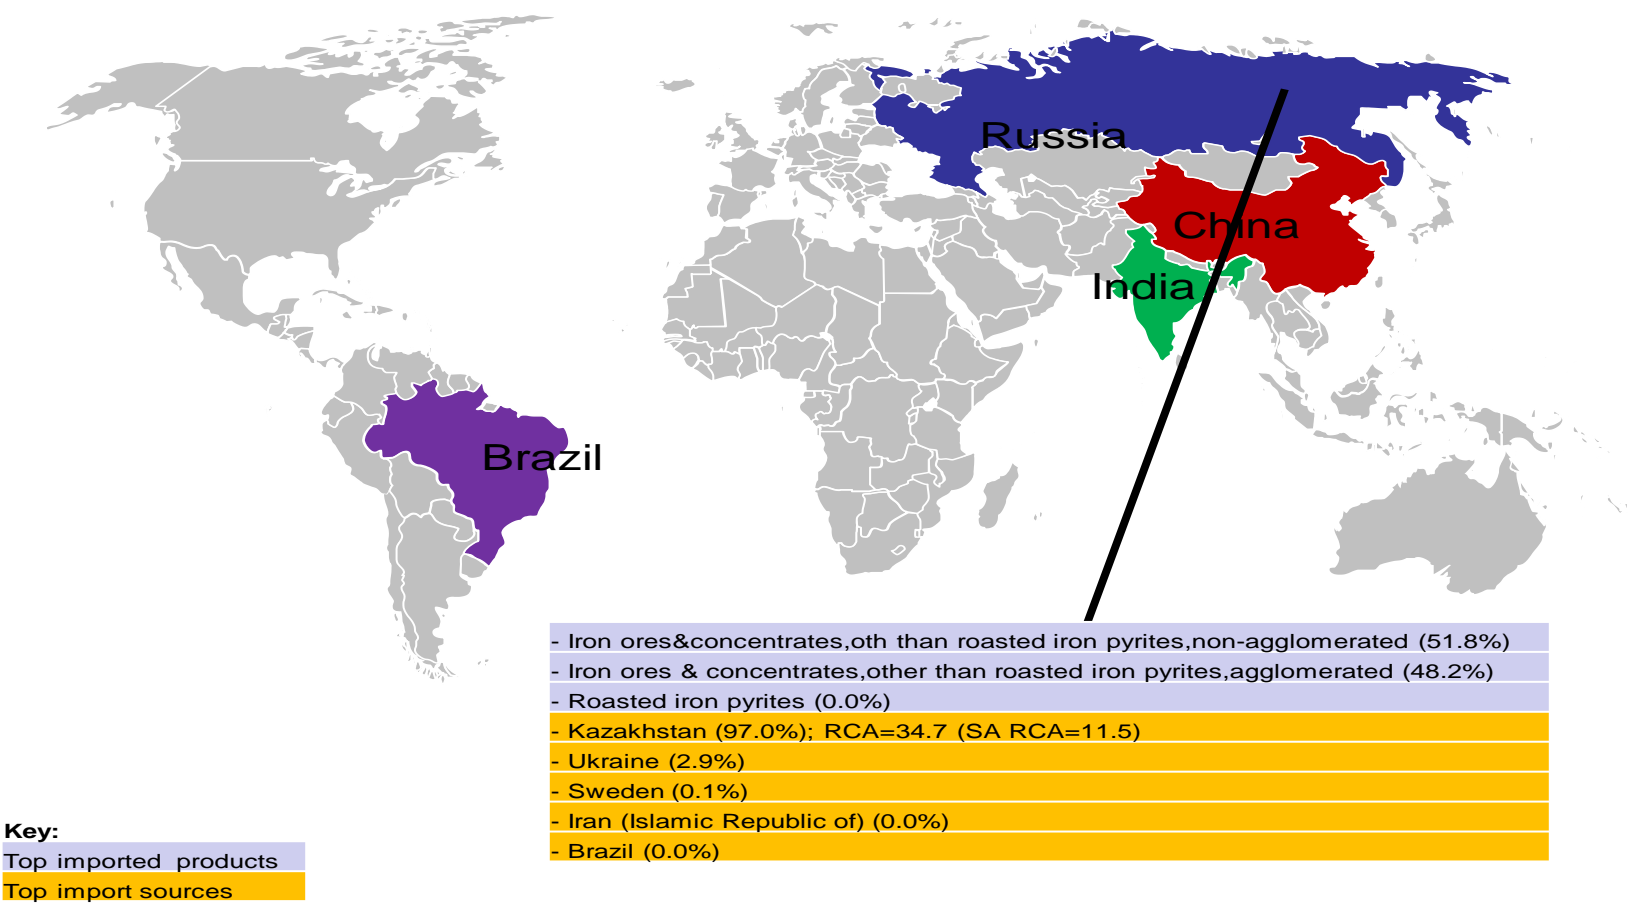 Russia
China
India
Brazil
- Iron ores&concentrates,oth than roasted iron pyrites,non-agglomerated (51.8%)
- Iron ores & concentrates,other than roasted iron pyrites,agglomerated (48.2%)
- Roasted iron pyrites (0.0%)
- Kazakhstan (97.0%); RCA=34.7 (SA RCA=11.5)
- Ukraine (2.9%)
- Sweden (0.1%)
- Iran (Islamic Republic of) (0.0%)
- Brazil (0.0%)
Key:
Top imported products
Top import sources